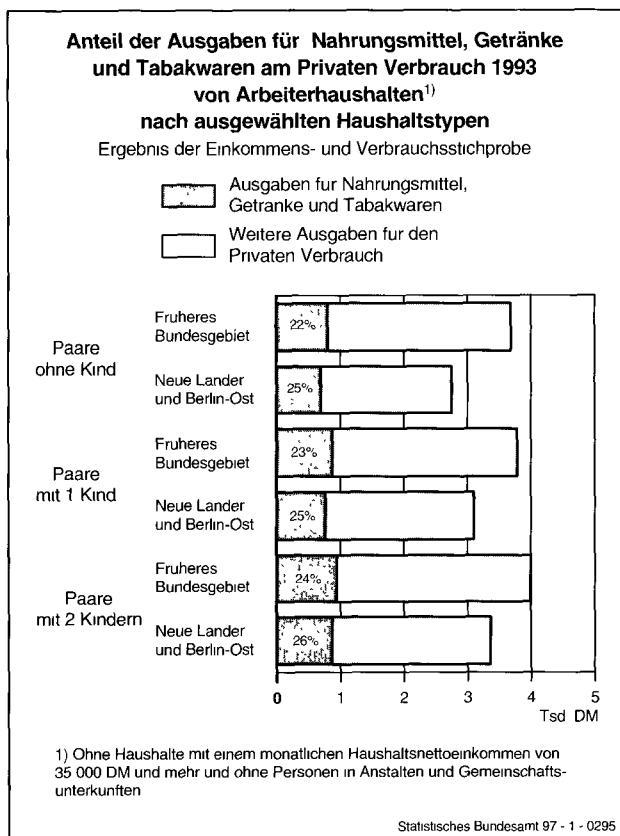 Anteil der Ausgaben für Nahrungsmittel, Getränke
und Tabakwaren am Privaten Verbrauch 1993
von Arbeiterhaushalten1)
nach ausgewählten Haushaltstypen
Ergebnis der Einkommens- und Verbrauchsstichprobe
Ausgaben fur Nahrungsmittel,
Getranke und Tabakwaren
Weitere Ausgaben fur den
Privaten Verbrauch
Paare
ohne Kind
Fruheres
Bundesgebiet
22%
Neue Lander
und Berlin-Ost
25%
Paare
mit 1 Kind
Fruheres
Bundesgebiet
23%
Neue Lander
und Berlin-Ost
25%
Paare
mit 2 Kindern
Fruheres
Bundesgebiet
24%
Neue Lander
und Berlin-Ost
26%
0 1 2 3 4 5
Tsd DM
1) Ohne Haushalte mit einem monatlichen Haushaltsnettoeinkommen von
35 000 DM und mehr und ohne Personen in Anstalten und Gemeinschafts-
unterkunften
Statistisches Bundesamt 97 - 1 - 0295